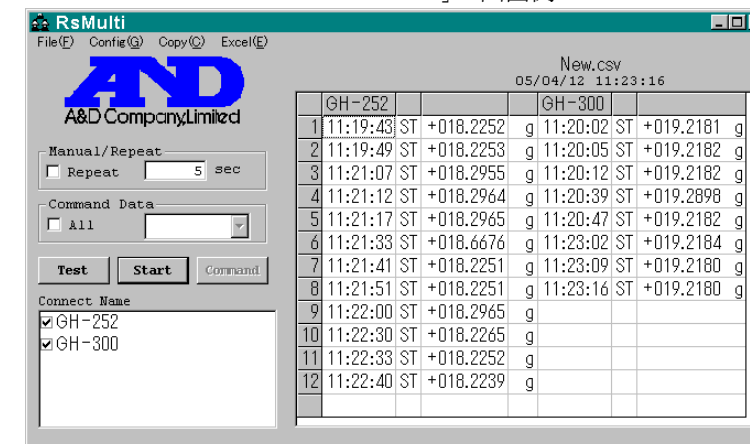 RsMulti
File(F) Config(G) Copy(C) Excel(E)
AND
A&D Company,Limited
Manual/Repeat
Repeat 5 sec
Command Data
All
Test Start Command
Connect Name
GH-252
GH-300
New.csv
05/04/12 11:23:16
GH-252 GH-300
1 11:19:43 ST +018.2252 g 11:20:02 ST +019.2181 g
2 11:19:49 ST +018.2253 g 11:20:05 ST +019.2182 g
3 11:21:07 ST +018.2955 g 11:20:12 ST +019.2182 g
4 11:21:12 ST +018.2964 g 11:20:39 ST +019.2898 g
5 11:21:17 ST +018.2965 g 11:20:47 ST +019.2182 g
6 11:21:33 ST +018.6676 g 11:23:02 ST +019.2184 g
7 11:21:41 ST +018.2251 g 11:23:09 ST +019.2180 g
8 11:21:51 ST +018.2251 g 11:23:16 ST +019.2180 g
9 11:22:00 ST +018.2965 g
10 11:22:30 ST +018.2265 g
11 11:22:33 ST +018.2252 g
12 11:22:40 ST +018.2239 g